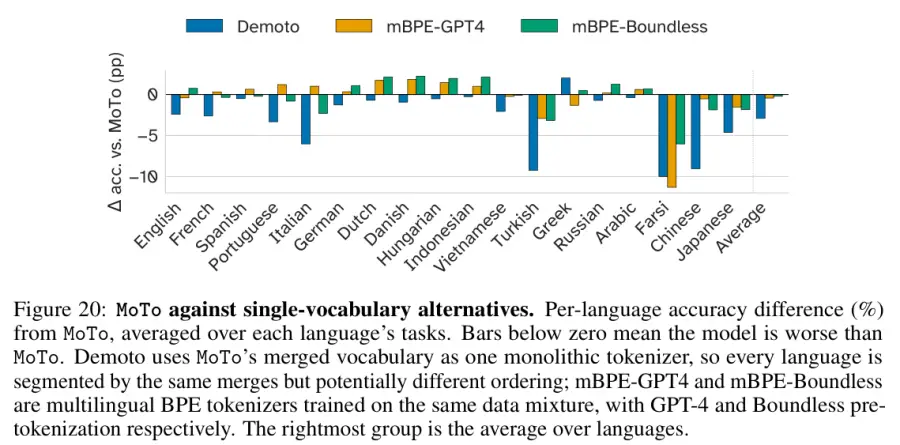 Demoto mBPE-GPT4 mBPE-Boundless
Δ acc. vs. MoTo (pp)
0
−5
−10
English
French
Spanish
Portuguese
Italian
German
Dutch
Danish
Hungarian
Indonesian
Vietnamese
Turkish
Greek
Russian
Arabic
Farsi
Chinese
Japanese
Average
Figure 20: MoTo against single-vocabulary alternatives. Per-language accuracy difference (%)
from MoTo, averaged over each language’s tasks. Bars below zero mean the model is worse than
MoTo. Demoto uses MoTo’s merged vocabulary as one monolithic tokenizer, so every language is
segmented by the same merges but potentially different ordering; mBPE-GPT4 and mBPE-Boundless
are multilingual BPE tokenizers trained on the same data mixture, with GPT-4 and Boundless pre-
tokenization respectively. The rightmost group is the average over languages.